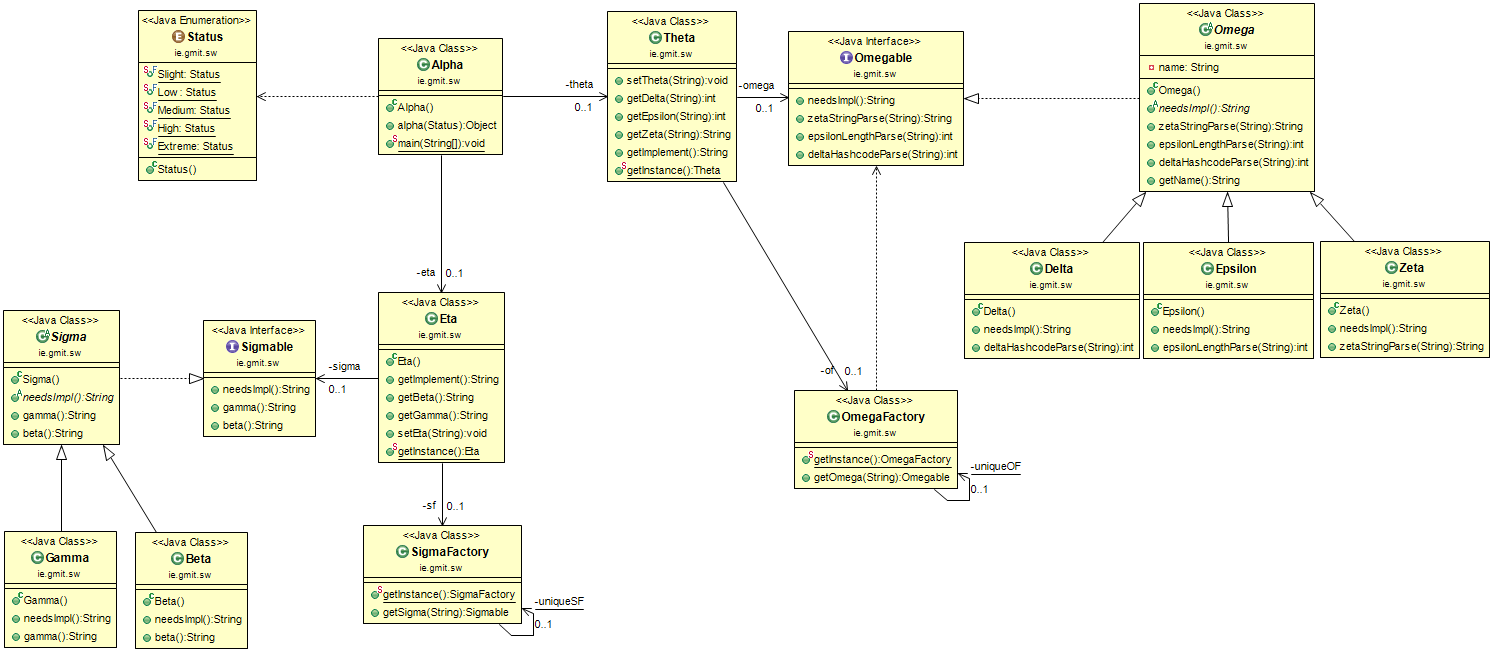 <<Java Enumeration>>
Status
ie.gmit.sw
Slight: Status
Low : Status
Medium: Status
High: Status
Extreme: Status
Status()
<<Java Class>>
Alpha
ie.gmit.sw
Alpha()
alpha(Status):Object
main(String[]):void
-theta
0..1
<<Java Class>>
Theta
ie.gmit.sw
setTheta(String):void
getDelta(String):int
getEpsilon(String):int
getZeta(String):String
getImplement():String
getInstance():Theta
-omega
0..1
<<Java Interface>>
Omegable
ie.gmit.sw
needsImpl():String
zetaStringParse(String):String
epsilonLengthParse(String):int
deltaHashcodeParse(String):int
<<Java Class>>
Omega
ie.gmit.sw
name: String
Omega()
needsImpl():String
zetaStringParse(String):String
epsilonLengthParse(String):int
deltaHashcodeParse(String):int
getName():String
<<Java Class>>
Delta
ie.gmit.sw
Delta()
needsImpl():String
deltaHashcodeParse(String):int
<<Java Class>>
Epsilon
ie.gmit.sw
Epsilon()
needsImpl():String
epsilonLengthParse(String):int
<<Java Class>>
Zeta
ie.gmit.sw
Zeta()
needsImpl():String
zetaStringParse(String):String
-eta
0..1
<<Java Class>>
Sigma
ie.gmit.sw
Sigma()
needsImpl():String
gamma():String
beta():String
<<Java Interface>>
Sigmable
ie.gmit.sw
needsImpl():String
gamma():String
beta():String
-sigma
0..1
<<Java Class>>
Eta
ie.gmit.sw
Eta()
getImplement():String
getBeta():String
getGamma():String
setEta(String):void
getInstance():Eta
-of
0..1
<<Java Class>>
OmegaFactory
ie.gmit.sw
getInstance():OmegaFactory
getOmega(String):Omegable
-uniqueOF
0..1
-sf
0..1
<<Java Class>>
Gamma
ie.gmit.sw
Gamma()
needsImpl():String
gamma():String
<<Java Class>>
Beta
ie.gmit.sw
Beta()
needsImpl():String
beta():String
<<Java Class>>
SigmaFactory
ie.gmit.sw
getInstance():SigmaFactory
getSigma(String):Sigmable
-uniqueSF
0..1